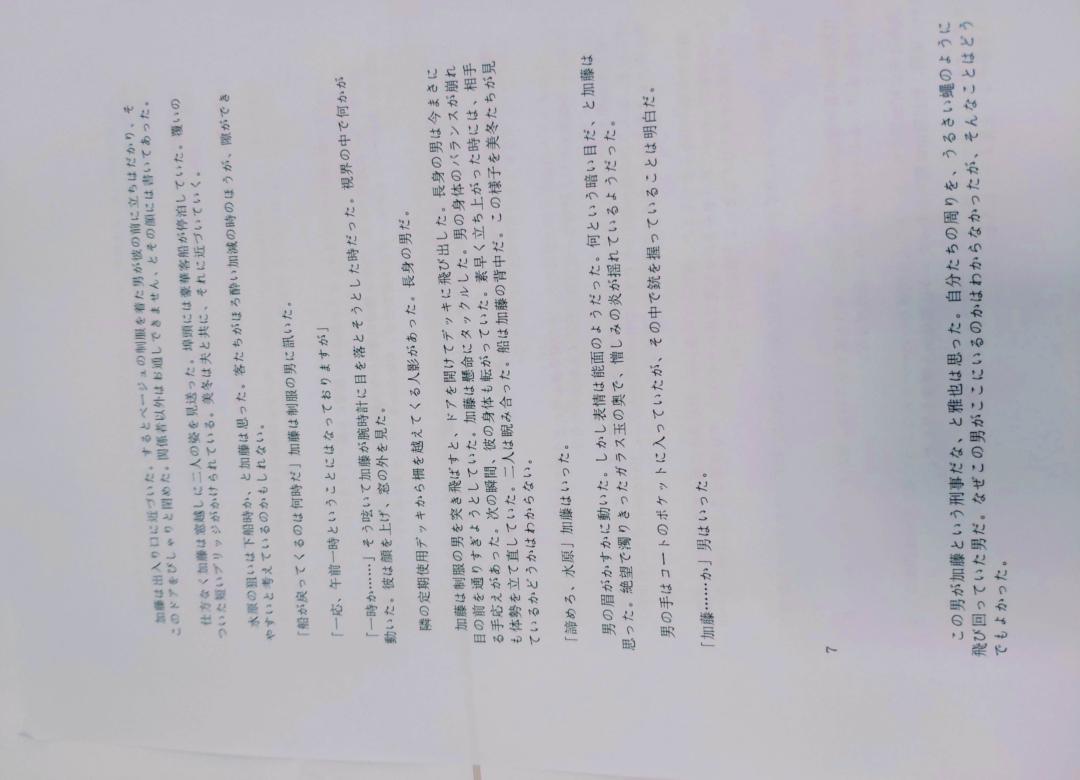 加藤は出入り口に近づいた。するとベージュの制服を着た男が彼の前に立ちはだかり、そ
このドアをぴしゃりと閉めた。関係者以外はお通しできません、とその顔には書いてあった。
仕方なく加藤は窓越しに二人の姿を見送った。埠頭には豪華客船が停泊していた。覆いの
ついた短いブリッジがかけられている。美冬は夫と共に、それに近づいていく。
水原の狙いは下船時か、と加藤は思った。客たちがほろ酔い加減の時のほうが、隙ができ
やすいと考えているのかもしれない。
「船が戻ってくるのは何時だ」加藤は制服の男に訊いた。
「一応、午前一時ということにはなっておりますが」
「一時か……」そう呟いて加藤が腕時計に目を落とそうとした時だった。視界の中で何かが
動いた。彼は顔を上げ、窓の外を見た。
隣の定期使用デッキから柵を越えてくる人影があった。長身の男だ。
加藤は制服の男を突き飛ばすと、ドアを開けてデッキに飛び出した。長身の男は今まさに
目の前を通りすぎようとしていた。加藤は懸命にタックルした。男の身体のバランスが崩れ
る手応えがあった。次の瞬間、彼の身体も転がっていた。素早く立ち上がった時には、相手
も体勢を立て直していた。二人は睨み合った。船は加藤の背中だ。この様子を美冬たちが見
ているかどうかはわからない。
「諦めろ、水原」加藤はいった。
男の眉がかすかに動いた。しかし表情は能面のようだった。何という暗い目だ、と加藤は
思った。絶望で濁りきったガラス玉の奥で、憎しみの炎が揺れているようだった。
男の手はコートのポケットに入っていたが、その中で銃を握っていることは明白だ。
「加藤……か」男はいった。
7
この男が加藤という刑事だな、と雅也は思った。自分たちの周りを、うるさい蠅のように
飛び回っていた男だ。なぜこの男がここにいるのかはわからなかったが、そんなことはどう
でもよかった。